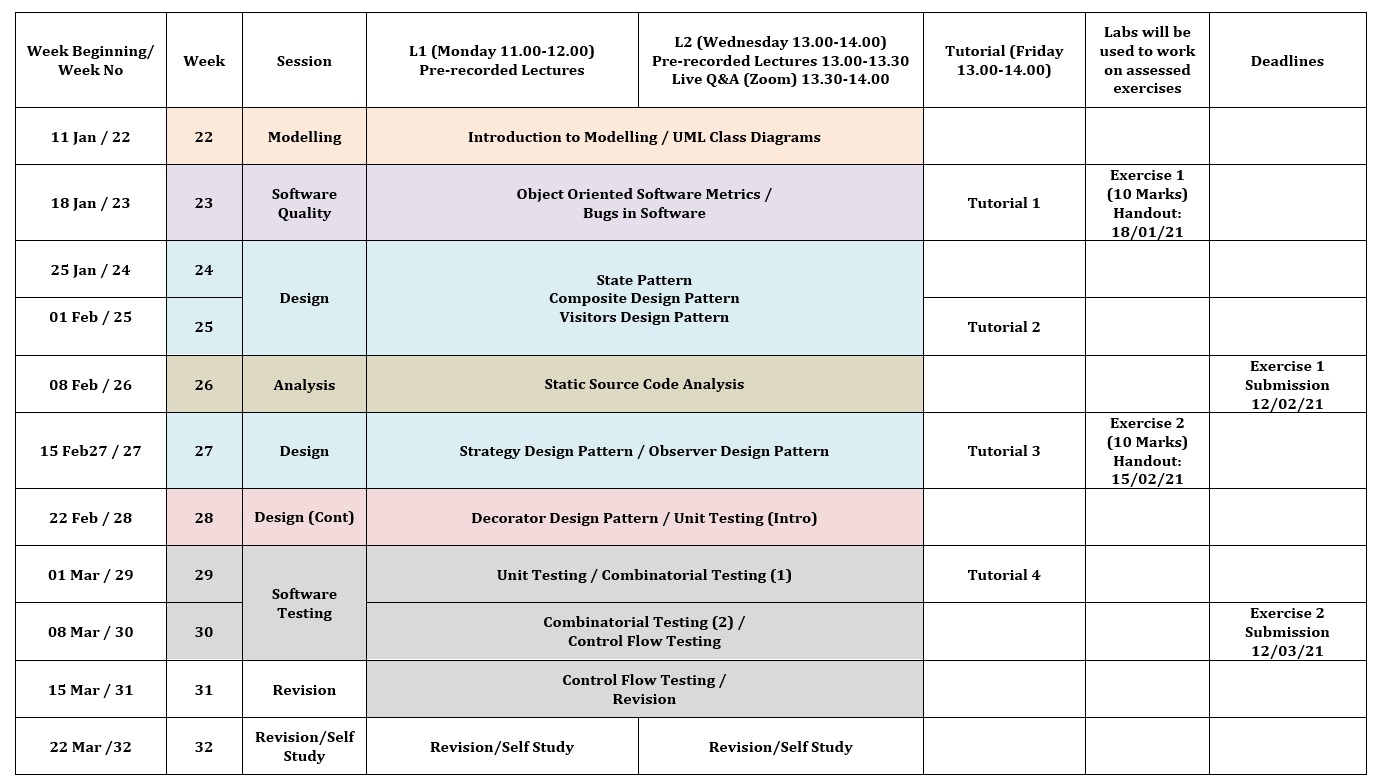 Week Beginning/
Week No
Week
Session
L1 (Monday 11.00-12.00)
Pre-recorded Lectures
L2 (Wednesday 13.00-14.00)
Pre-recorded Lectures 13.00-13.30
Live Q&A (Zoom) 13.30-14.00
Tutorial (Friday
13.00-14.00)
Labs will be
used to work
on assessed
exercises
Deadlines
11 Jan / 22
22
Modelling
Introduction to Modelling / UML Class Diagrams
18 Jan / 23
23
Software
Quality
Object Oriented Software Metrics /
Bugs in Software
Tutorial 1
Exercise 1
(10 Marks)
Handout:
18/01/21
25 Jan / 24
24
Design
State Pattern
Composite Design Pattern
Visitors Design Pattern
01 Feb / 25
25
Tutorial 2
08 Feb / 26
26
Analysis
Static Source Code Analysis
Exercise 1
Submission
12/02/21
15 Feb27 / 27
27
Design
Strategy Design Pattern / Observer Design Pattern
Tutorial 3
Exercise 2
(10 Marks)
Handout:
15/02/21
22 Feb / 28
28
Design (Cont)
Decorator Design Pattern / Unit Testing (Intro)
01 Mar / 29
29
Software
Testing
Unit Testing / Combinatorial Testing (1)
Tutorial 4
08 Mar / 30
30
Combinatorial Testing (2) /
Control Flow Testing
Exercise 2
Submission
12/03/21
15 Mar / 31
31
Revision
Control Flow Testing /
Revision
22 Mar /32
32
Revision/Self
Study
Revision/Self Study
Revision/Self Study